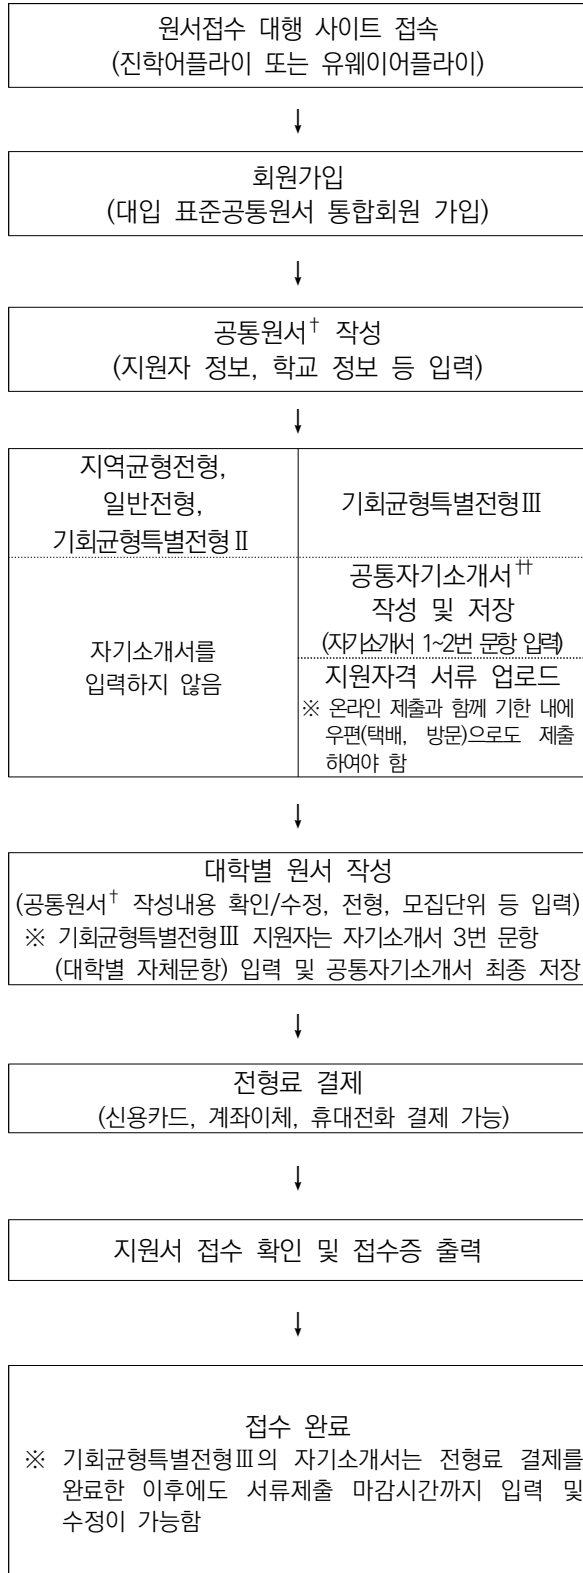 원서접수 대행 사이트 접속
(진학어플라이 또는 유웨이어플라이)
↓
회원가입
(대입 표준공통원서 통합회원 가입)
↓
공통원서† 작성
(지원자 정보, 학교 정보 등 입력)
↓
지역균형전형,
일반전형,
기회균형특별전형Ⅱ
기회균형특별전형Ⅲ
자기소개서를
입력하지 않음
공통자기소개서††
작성 및 저장
(자기소개서 1~2번 문항 입력)
지원자격 서류 업로드
※ 온라인 제출과 함께 기한 내에
우편(택배, 방문)으로도 제출
하여야 함
↓
대학별 원서 작성
(공통원서† 작성내용 확인/수정, 전형, 모집단위 등 입력)
※ 기회균형특별전형Ⅲ 지원자는 자기소개서 3번 문항
(대학별 자체문항) 입력 및 공통자기소개서 최종 저장
↓
전형료 결제
(신용카드, 계좌이체, 휴대전화 결제 가능)
↓
지원서 접수 확인 및 접수증 출력
↓
접수 완료
※ 기회균형특별전형Ⅲ의 자기소개서는 전형료 결제를
완료한 이후에도 서류제출 마감시간까지 입력 및
수정이 가능함